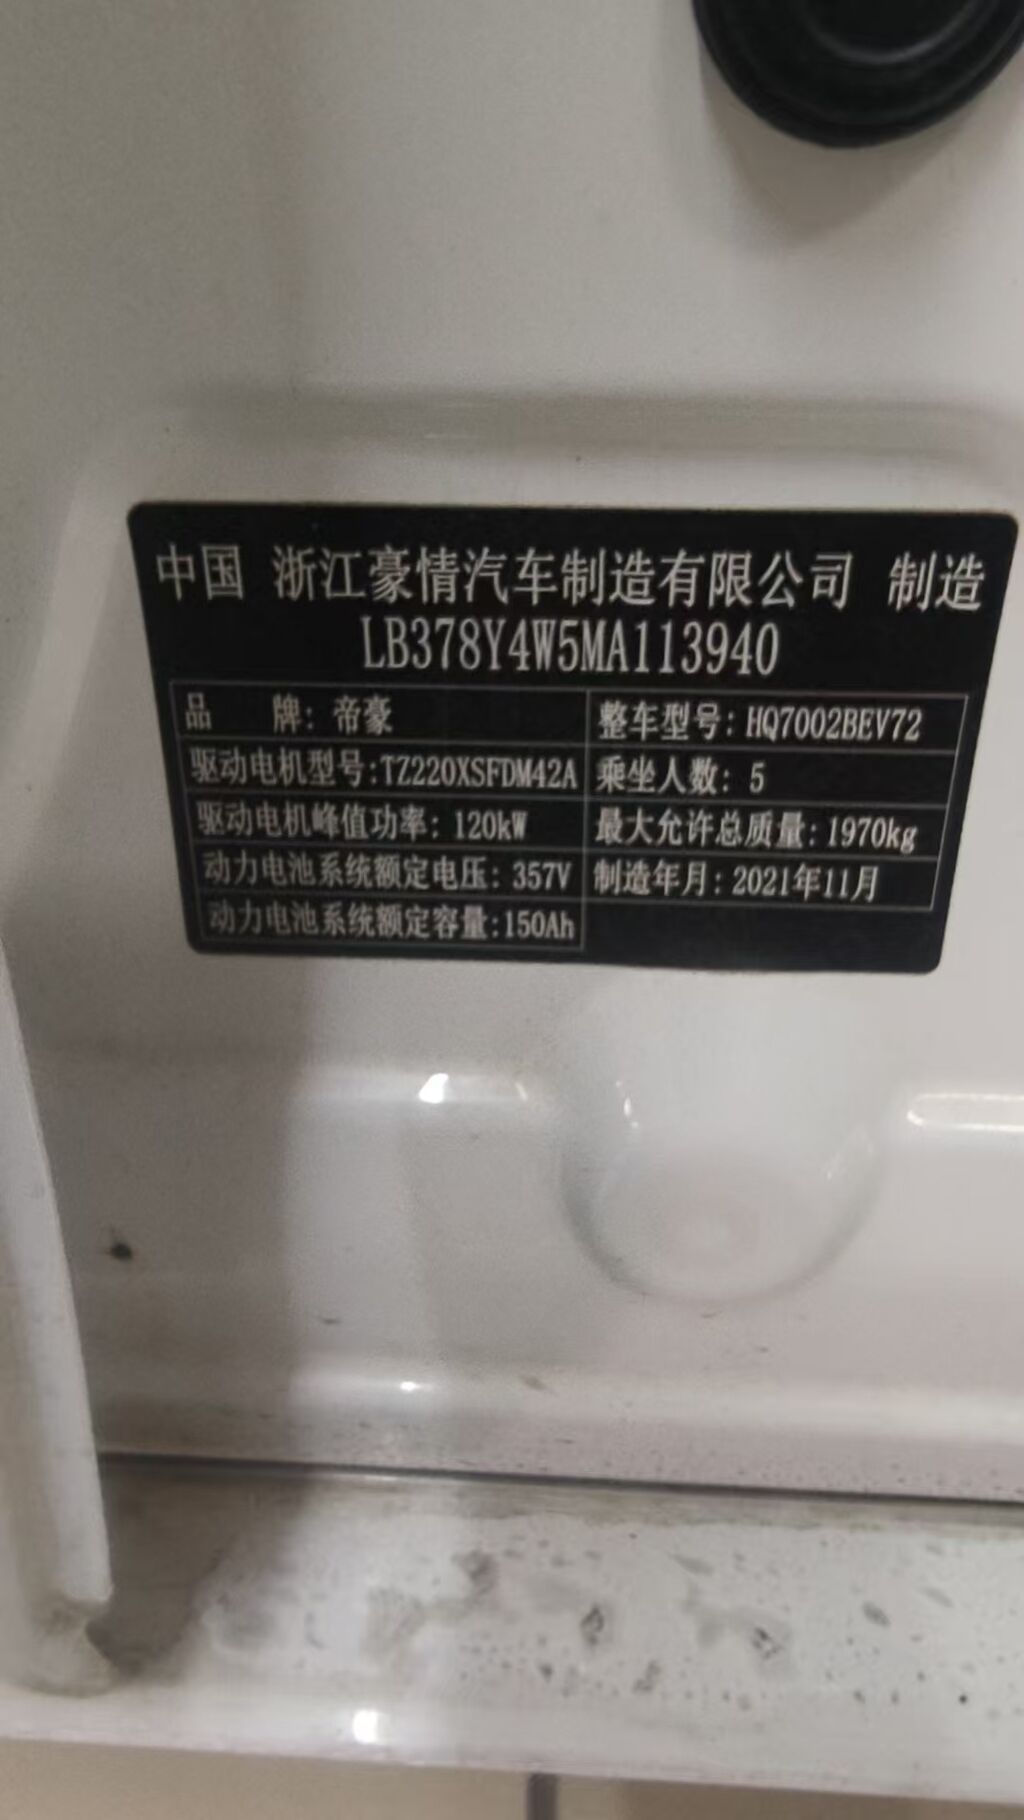 中国 浙江豪情汽车制造有限公司 制造
LB378Y4W5MA113940
品 牌: 帝豪 整车型号: HQ7002BEV72
驱动电机型号:TZ220XSFDM42A 乘坐人数: 5
驱动电机峰值功率: 120kW 最大允许总质量: 1970kg
动力电池系统额定电压: 357V 制造年月: 2021年11月
动力电池系统额定容量:150Ah